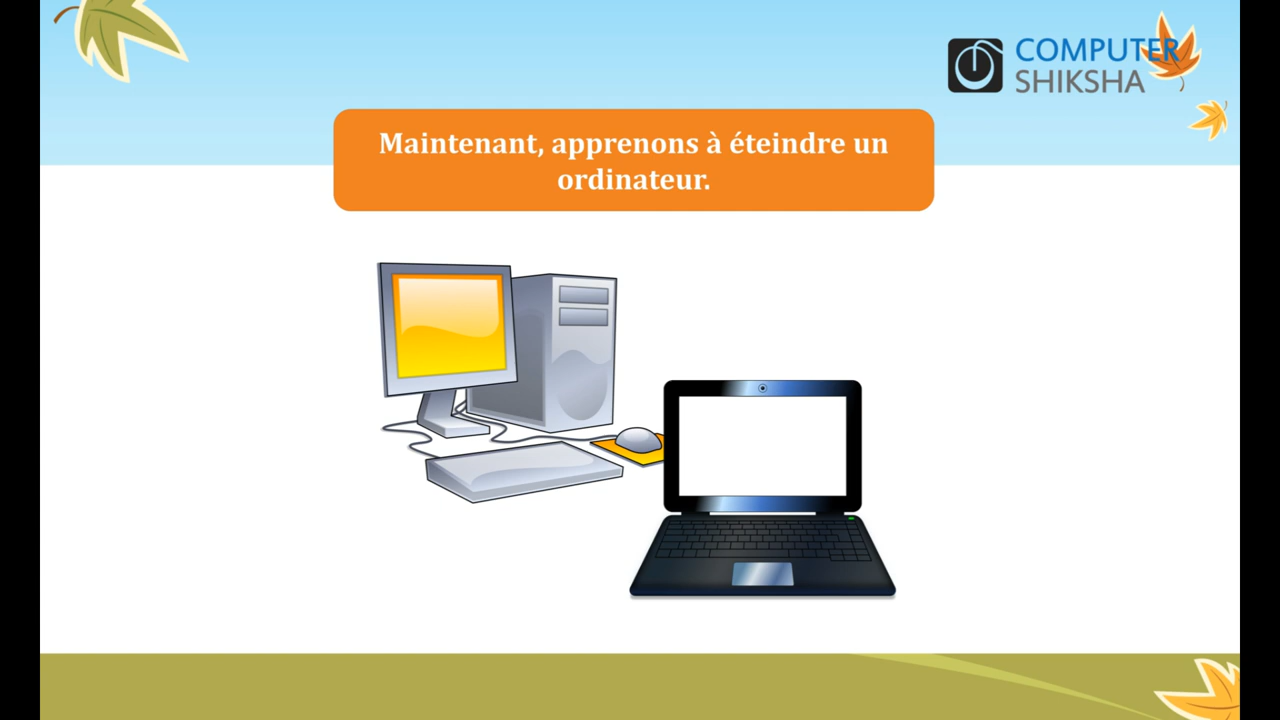 COMPUTER
SHIKSHA
Maintenant, apprenons à éteindre un
ordinateur.